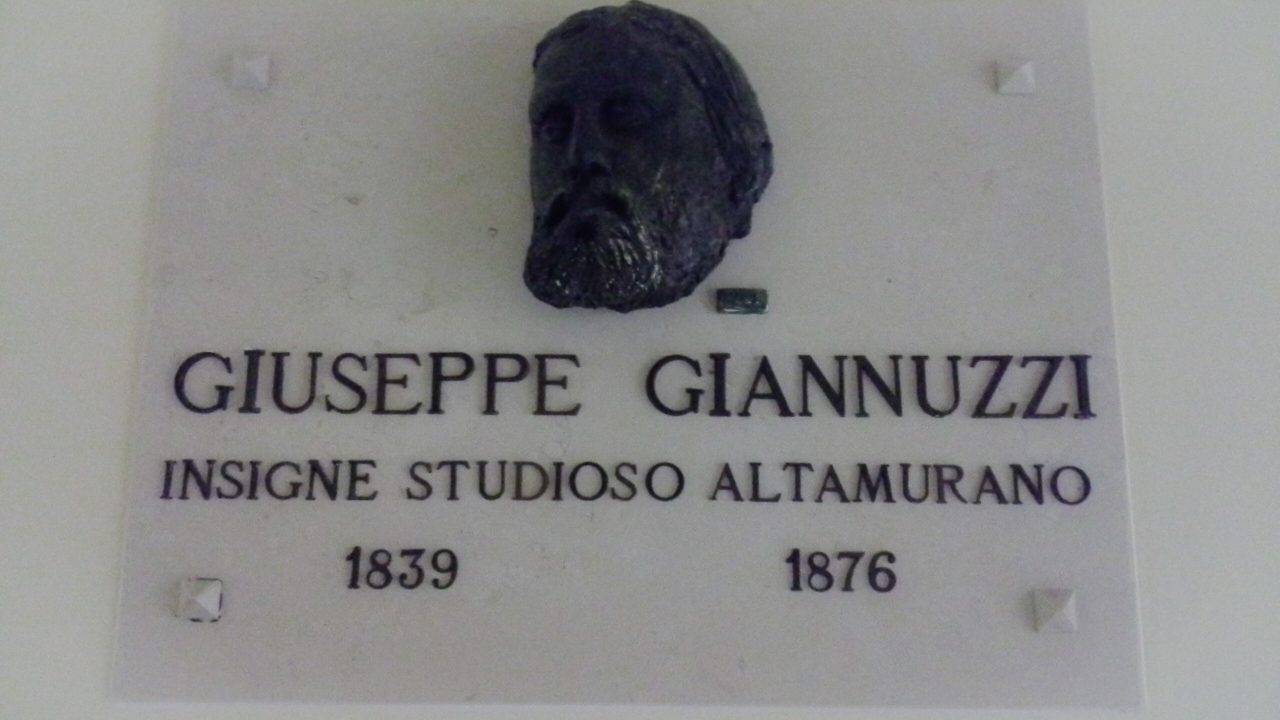 GIUSEPPE GIANNUZZI
INSIGNE STUDIOSO ALTAMURANO
1839 1876